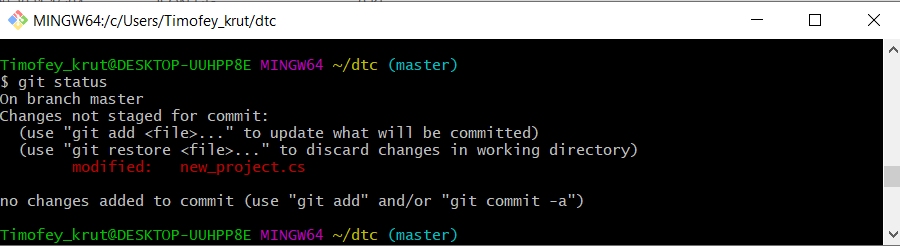 MINGW64:/c/Users/Timofey_krut/dtc
Timofey_krut@DESKTOP-UUHPP8E MINGW64 ~/dtc (master)
$ git status
On branch master
Changes not staged for commit:
  (use "git add <file>..." to update what will be committed)
  (use "git restore <file>..." to discard changes in working directory)
        modified:   new_project.cs
no changes added to commit (use "git add" and/or "git commit -a")
Timofey_krut@DESKTOP-UUHPP8E MINGW64 ~/dtc (master)